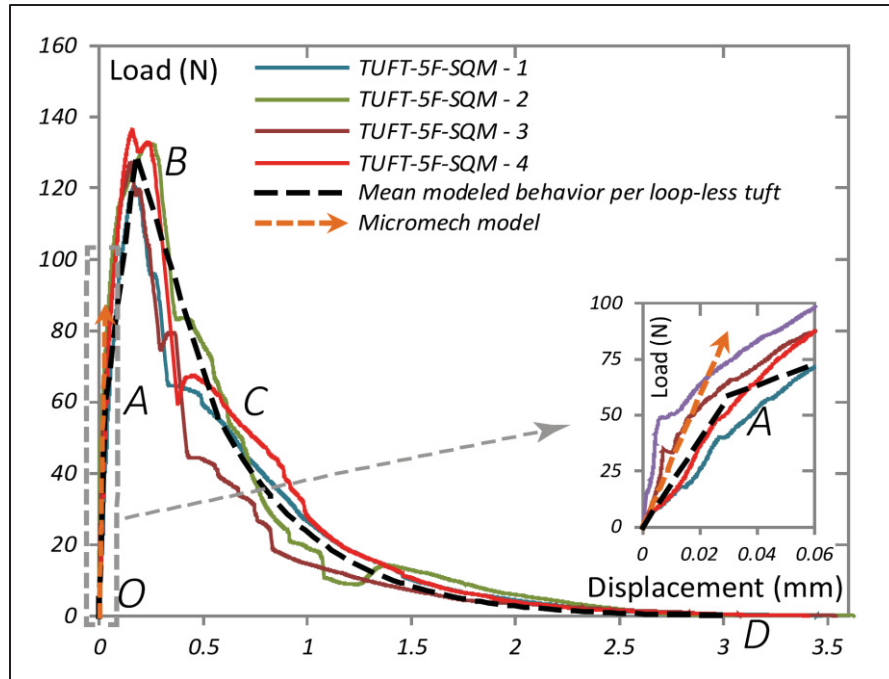 160
140
120
100
80
60
40
20
0
Load (N)
TUFT-5F-SQM - 1
TUFT-5F-SQM - 2
TUFT-5F-SQM - 3
TUFT-5F-SQM - 4
Mean modeled behavior per loop-less tuft
Micromech model
B
A
C
O
D
100
75
50
25
0
Load (N)
A
0 0.02 0.04 0.06
Displacement (mm)
0 0.5 1 1.5 2 2.5 3 3.5